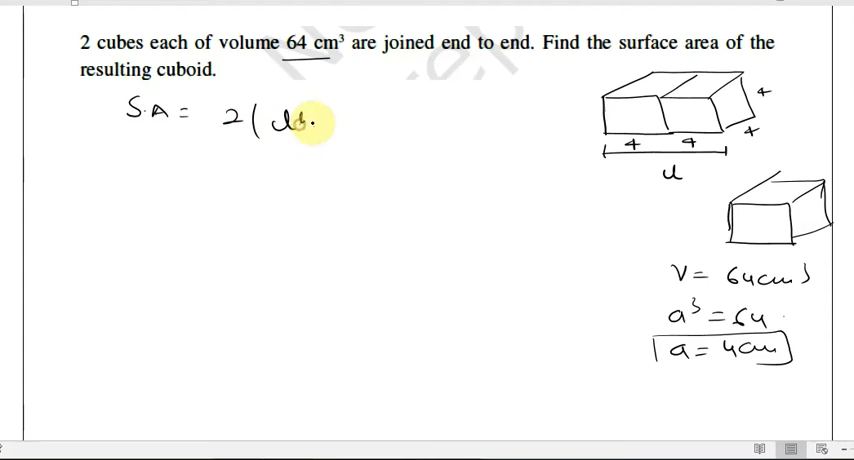 2 cubes each of volume 64 cm³ are joined end to end. Find the surface area of the
resulting cuboid.
S.A = 2(lb.
4
4
4 4
l
V = 64cm3
a³ = 64
a = 4cm